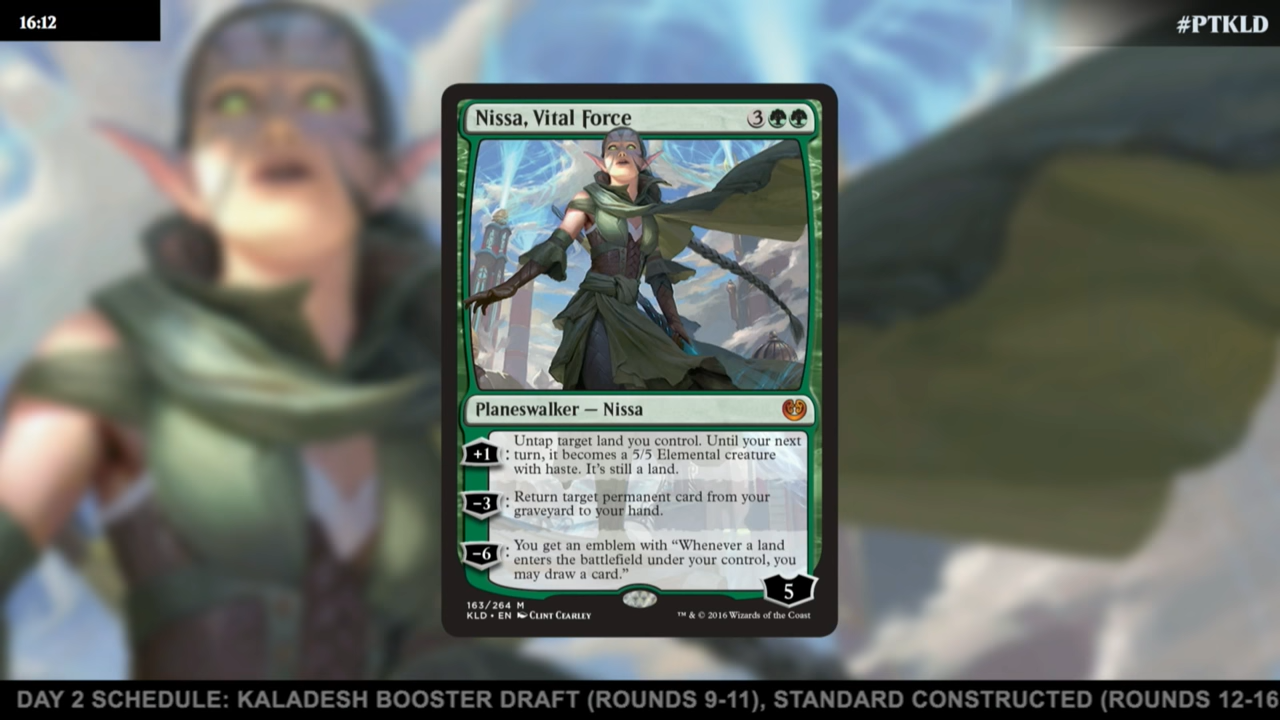 16:12
#PTKLD
Nissa, Vital Force
3
Planeswalker — Nissa
+1 : Untap target land you control. Until your next
turn, it becomes a 5/5 Elemental creature
with haste. It's still a land.
−3 : Return target permanent card from your
graveyard to your hand.
−6 : You get an emblem with “Whenever a land
enters the battlefield under your control, you
may draw a card.”
5
163/264 M
KLD • EN Clint Cearley
™ & © 2016 Wizards of the Coast
DAY 2 SCHEDULE: KALADESH BOOSTER DRAFT (ROUNDS 9-11), STANDARD CONSTRUCTED (ROUNDS 12-16